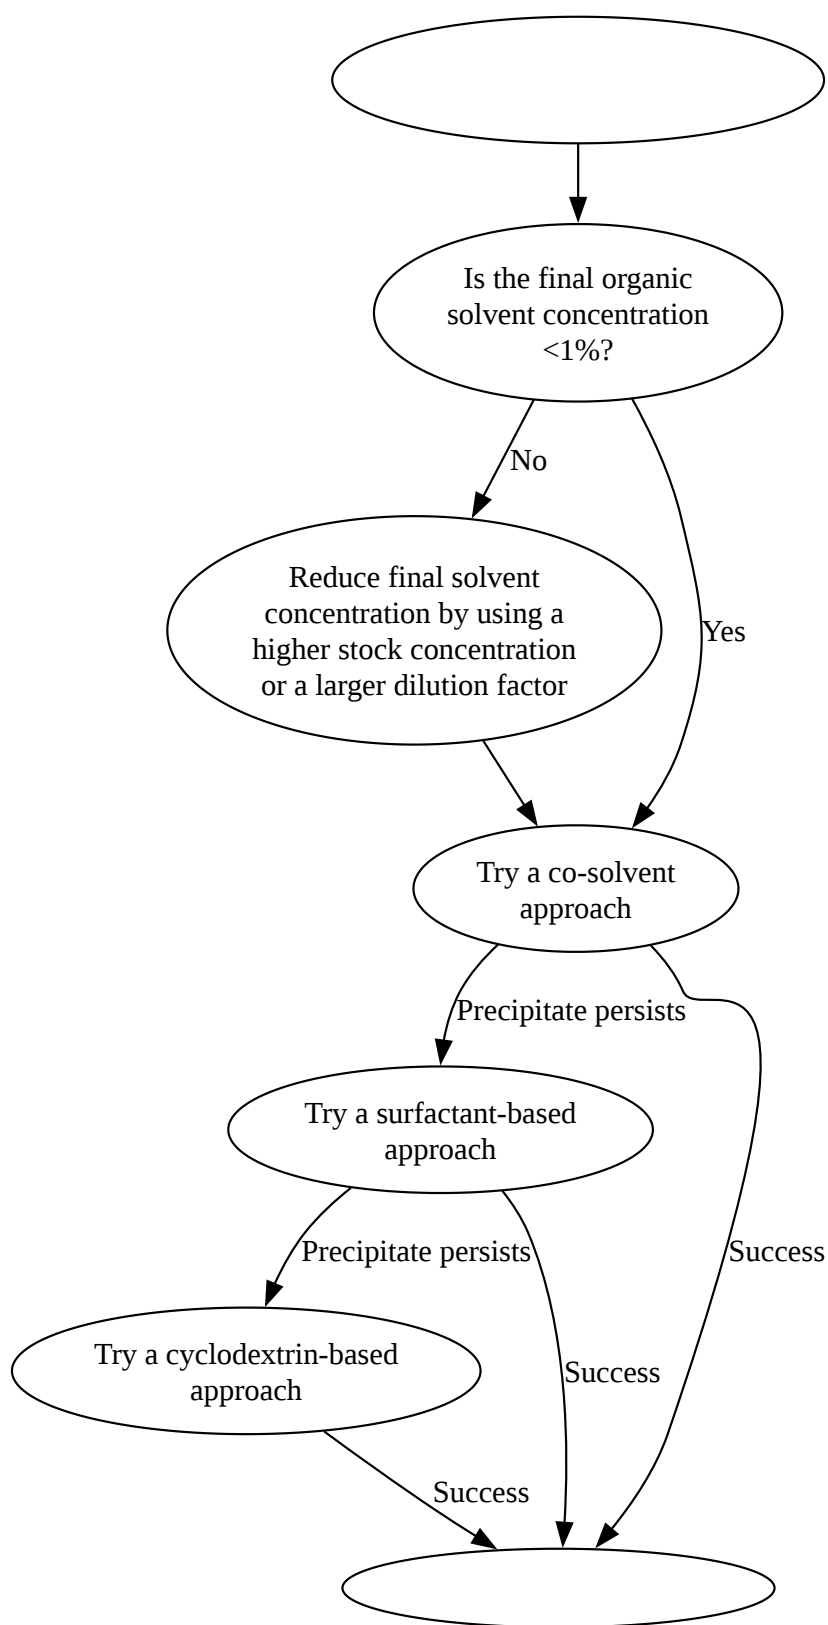 Is the final organic
solvent concentration
<1%?
No
Reduce final solvent
concentration by using a
higher stock concentration
or a larger dilution factor
Yes
Try a co-solvent
approach
Precipitate persists
Try a surfactant-based
approach
Precipitate persists
Success
Try a cyclodextrin-based
approach
Success
Success